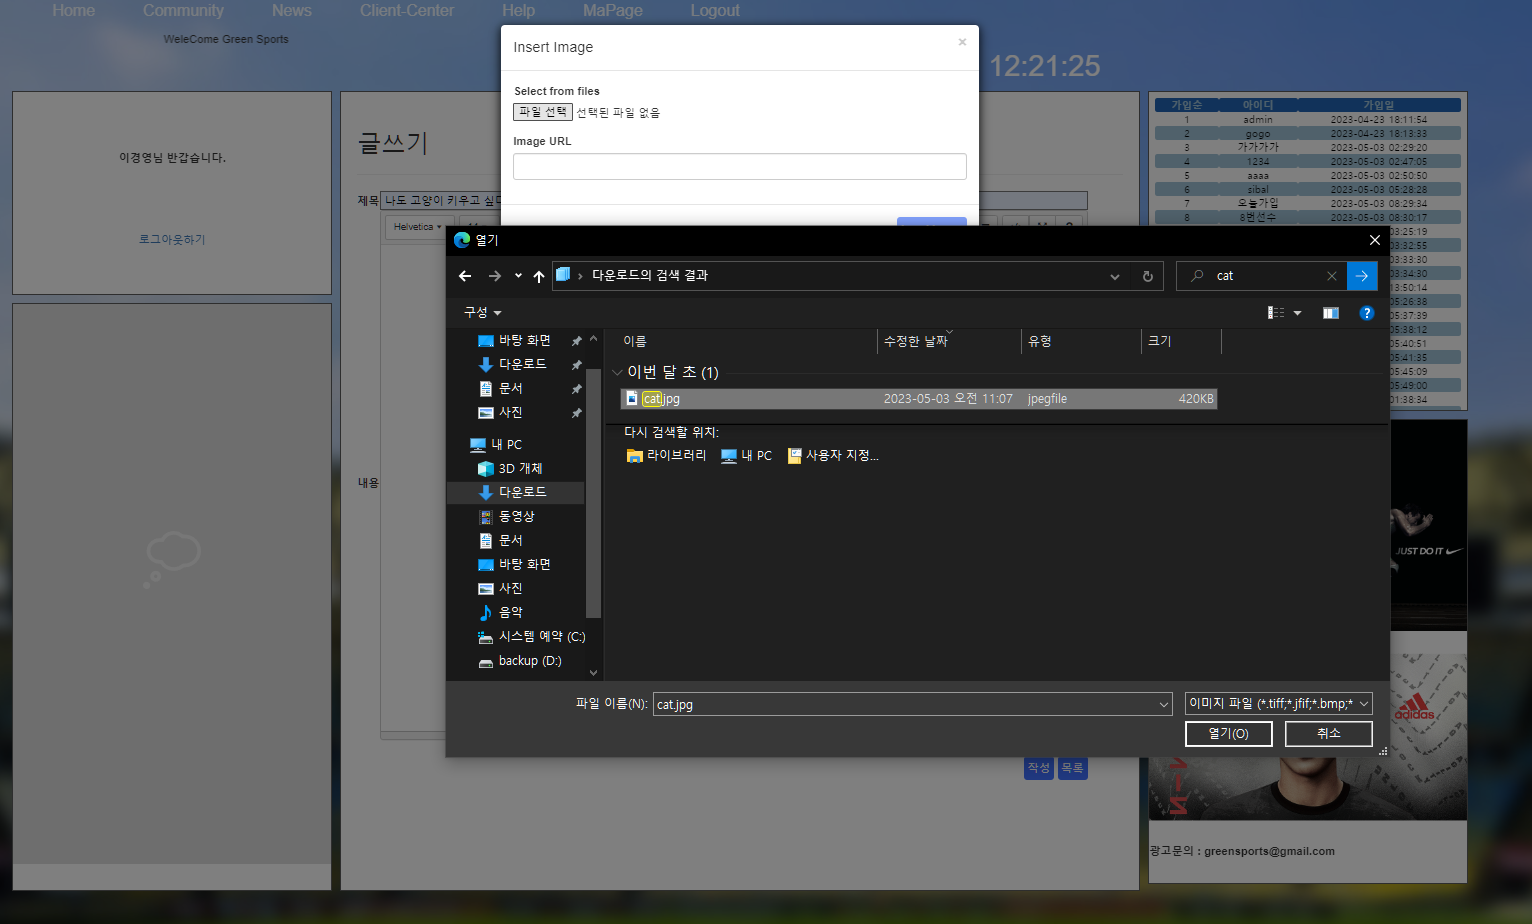 Home Community News Client-Center Help MaPage Logout
WeleCome Green Sports
12:21:25
이경영님 반갑습니다.
로그아웃하기
글쓰기
제목 나도 고양이 키우고 싶다
Helvetica
내용
작성 목록
Insert Image ×
Select from files
파일 선택 선택된 파일 없음
Image URL
열기
다운로드의 검색 결과
cat
구성
바탕 화면
다운로드
문서
사진
내 PC
3D 개체
다운로드
동영상
문서
바탕 화면
사진
음악
시스템 예약 (C:)
backup (D:)
이름 수정한 날짜 유형 크기
이번 달 초 (1)
cat.jpg 2023-05-03 오전 11:07 jpegfile 420KB
다시 검색할 위치:
라이브러리 내 PC 사용자 지정...
파일 이름(N): cat.jpg 이미지 파일 (*.tiff;*.jfif;*.bmp;*
열기(O) 취소
가입순 아이디 가입일
1 admin 2023-04-23 18:11:54
2 gogo 2023-04-23 18:13:33
3 가가가가 2023-05-03 02:29:20
4 1234 2023-05-03 02:47:05
5 aaaa 2023-05-03 02:50:50
6 sibal 2023-05-03 05:28:28
7 오늘가입 2023-05-03 08:29:34
8 8번선수 2023-05-03 08:30:17
03:25:19
03:32:55
03:33:30
03:34:30
13:50:14
05:26:38
05:37:39
05:38:12
05:40:51
05:41:35
05:45:09
05:49:00
01:38:34
JUST DO IT
adidas
광고문의 : greensports@gmail.com